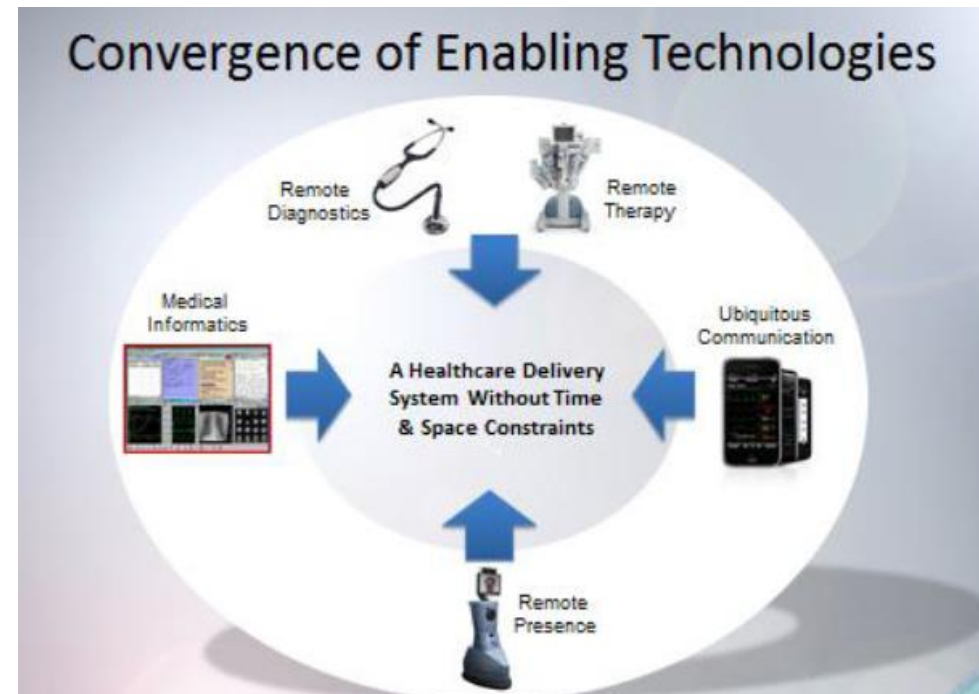 Convergence of Enabling Technologies
Remote
Diagnostics
Remote
Therapy
Medical
Informatics
Ubiquitous
Communication
A Healthcare Delivery
System Without Time
& Space Constraints
Remote
Presence